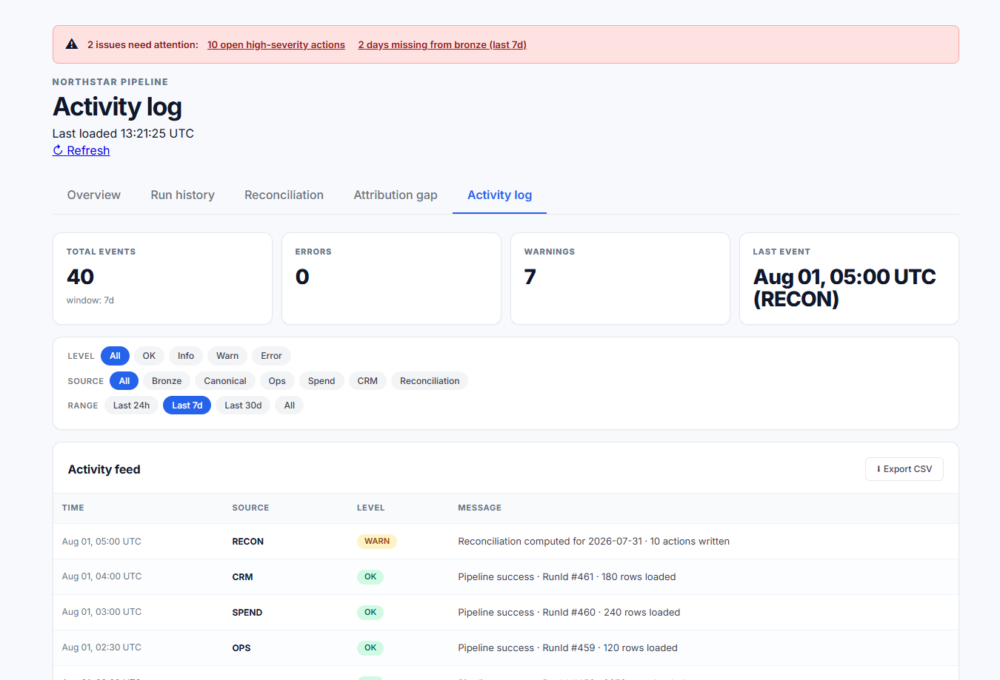 2 issues need attention: 10 open high-severity actions 2 days missing from bronze (last 7d)
NORTHSTAR PIPELINE
Activity log
Last loaded 13:21:25 UTC
↻ Refresh
Overview Run history Reconciliation Attribution gap Activity log
TOTAL EVENTS
40
window: 7d
ERRORS
0
WARNINGS
7
LAST EVENT
Aug 01, 05:00 UTC
(RECON)
LEVEL All OK Info Warn Error
SOURCE All Bronze Canonical Ops Spend CRM Reconciliation
RANGE Last 24h Last 7d Last 30d All
Activity feed
⬇ Export CSV
TIME SOURCE LEVEL MESSAGE
Aug 01, 05:00 UTC RECON WARN Reconciliation computed for 2026-07-31 · 10 actions written
Aug 01, 04:00 UTC CRM OK Pipeline success · RunId #461 · 180 rows loaded
Aug 01, 03:00 UTC SPEND OK Pipeline success · RunId #460 · 240 rows loaded
Aug 01, 02:30 UTC OPS OK Pipeline success · RunId #459 · 120 rows loaded